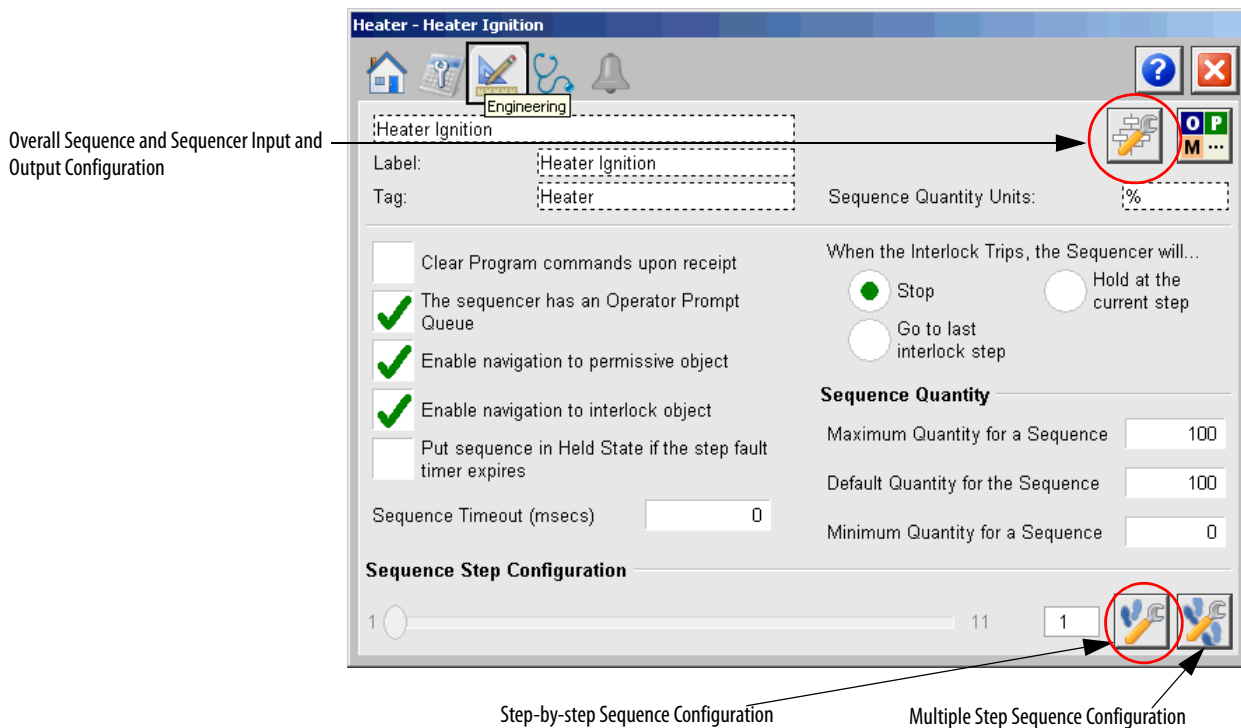 Heater - Heater Ignition
Engineering
Overall Sequence and Sequencer Input and
Output Configuration
Heater Ignition
O P
M ...
Label:
Heater Ignition
Tag:
Heater
Sequence Quantity Units:
%
Clear Program commands upon receipt
The sequencer has an Operator Prompt
Queue
Enable navigation to permissive object
Enable navigation to interlock object
Put sequence in Held State if the step fault
timer expires
Sequence Timeout (msecs)
0
When the Interlock Trips, the Sequencer will...
Stop
Hold at the
current step
Go to last
interlock step
Sequence Quantity
Maximum Quantity for a Sequence
100
Default Quantity for the Sequence
100
Minimum Quantity for a Sequence
0
Sequence Step Configuration
1
11
1
Step-by-step Sequence Configuration
Multiple Step Sequence Configuration